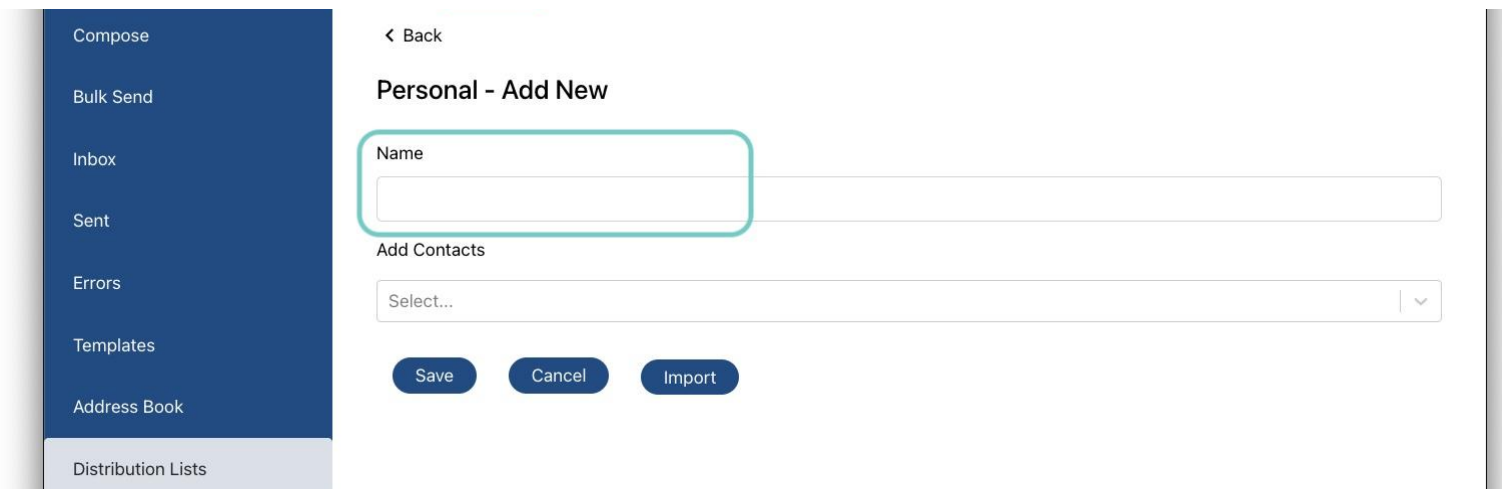 Compose
Bulk Send
Inbox
Sent
Errors
Templates
Address Book
Distribution Lists
Back
Personal - Add New
Name
Add Contacts
Select...
Save Cancel Import